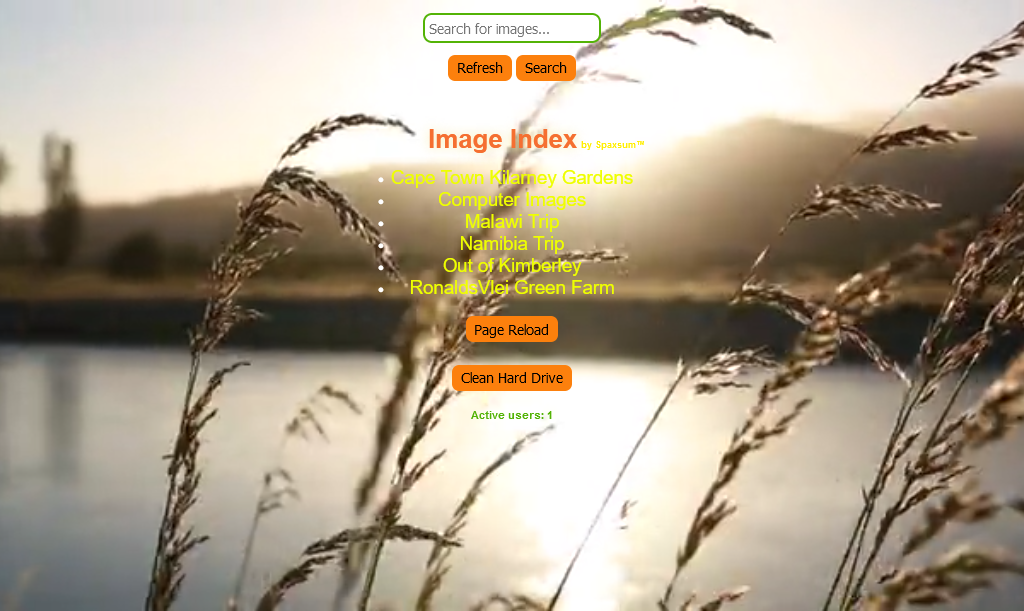 Search for images...
Refresh Search
Image Index by Spaxsum™
Cape Town Kilarney Gardens
Computer Images
Malawi Trip
Namibia Trip
Out of Kimberley
RonaldsVlei Green Farm
Page Reload
Clean Hard Drive
Active users: 1